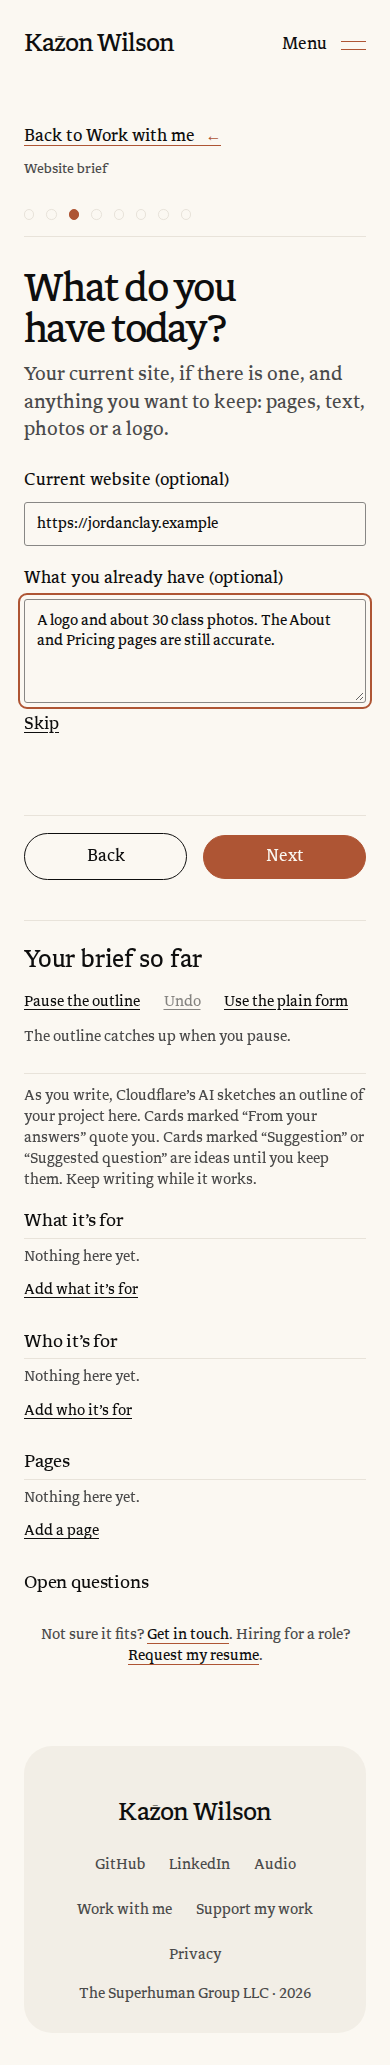 Kazōn Wilson
Menu
Back to Work with me ←
Website brief
What do you
have today?
Your current site, if there is one, and
anything you want to keep: pages, text,
photos or a logo.
Current website (optional)
https://jordanclay.example
What you already have (optional)
A logo and about 30 class photos. The About
and Pricing pages are still accurate.
Skip
Back
Next
Your brief so far
Pause the outline
Undo
Use the plain form
The outline catches up when you pause.
As you write, Cloudflare’s AI sketches an outline of
your project here. Cards marked “From your
answers” quote you. Cards marked “Suggestion” or
“Suggested question” are ideas until you keep
them. Keep writing while it works.
What it’s for
Nothing here yet.
Add what it’s for
Who it’s for
Nothing here yet.
Add who it’s for
Pages
Nothing here yet.
Add a page
Open questions
Not sure it fits? Get in touch. Hiring for a role?
Request my resume.
Kazōn Wilson
GitHub
LinkedIn
Audio
Work with me
Support my work
Privacy
The Superhuman Group LLC · 2026